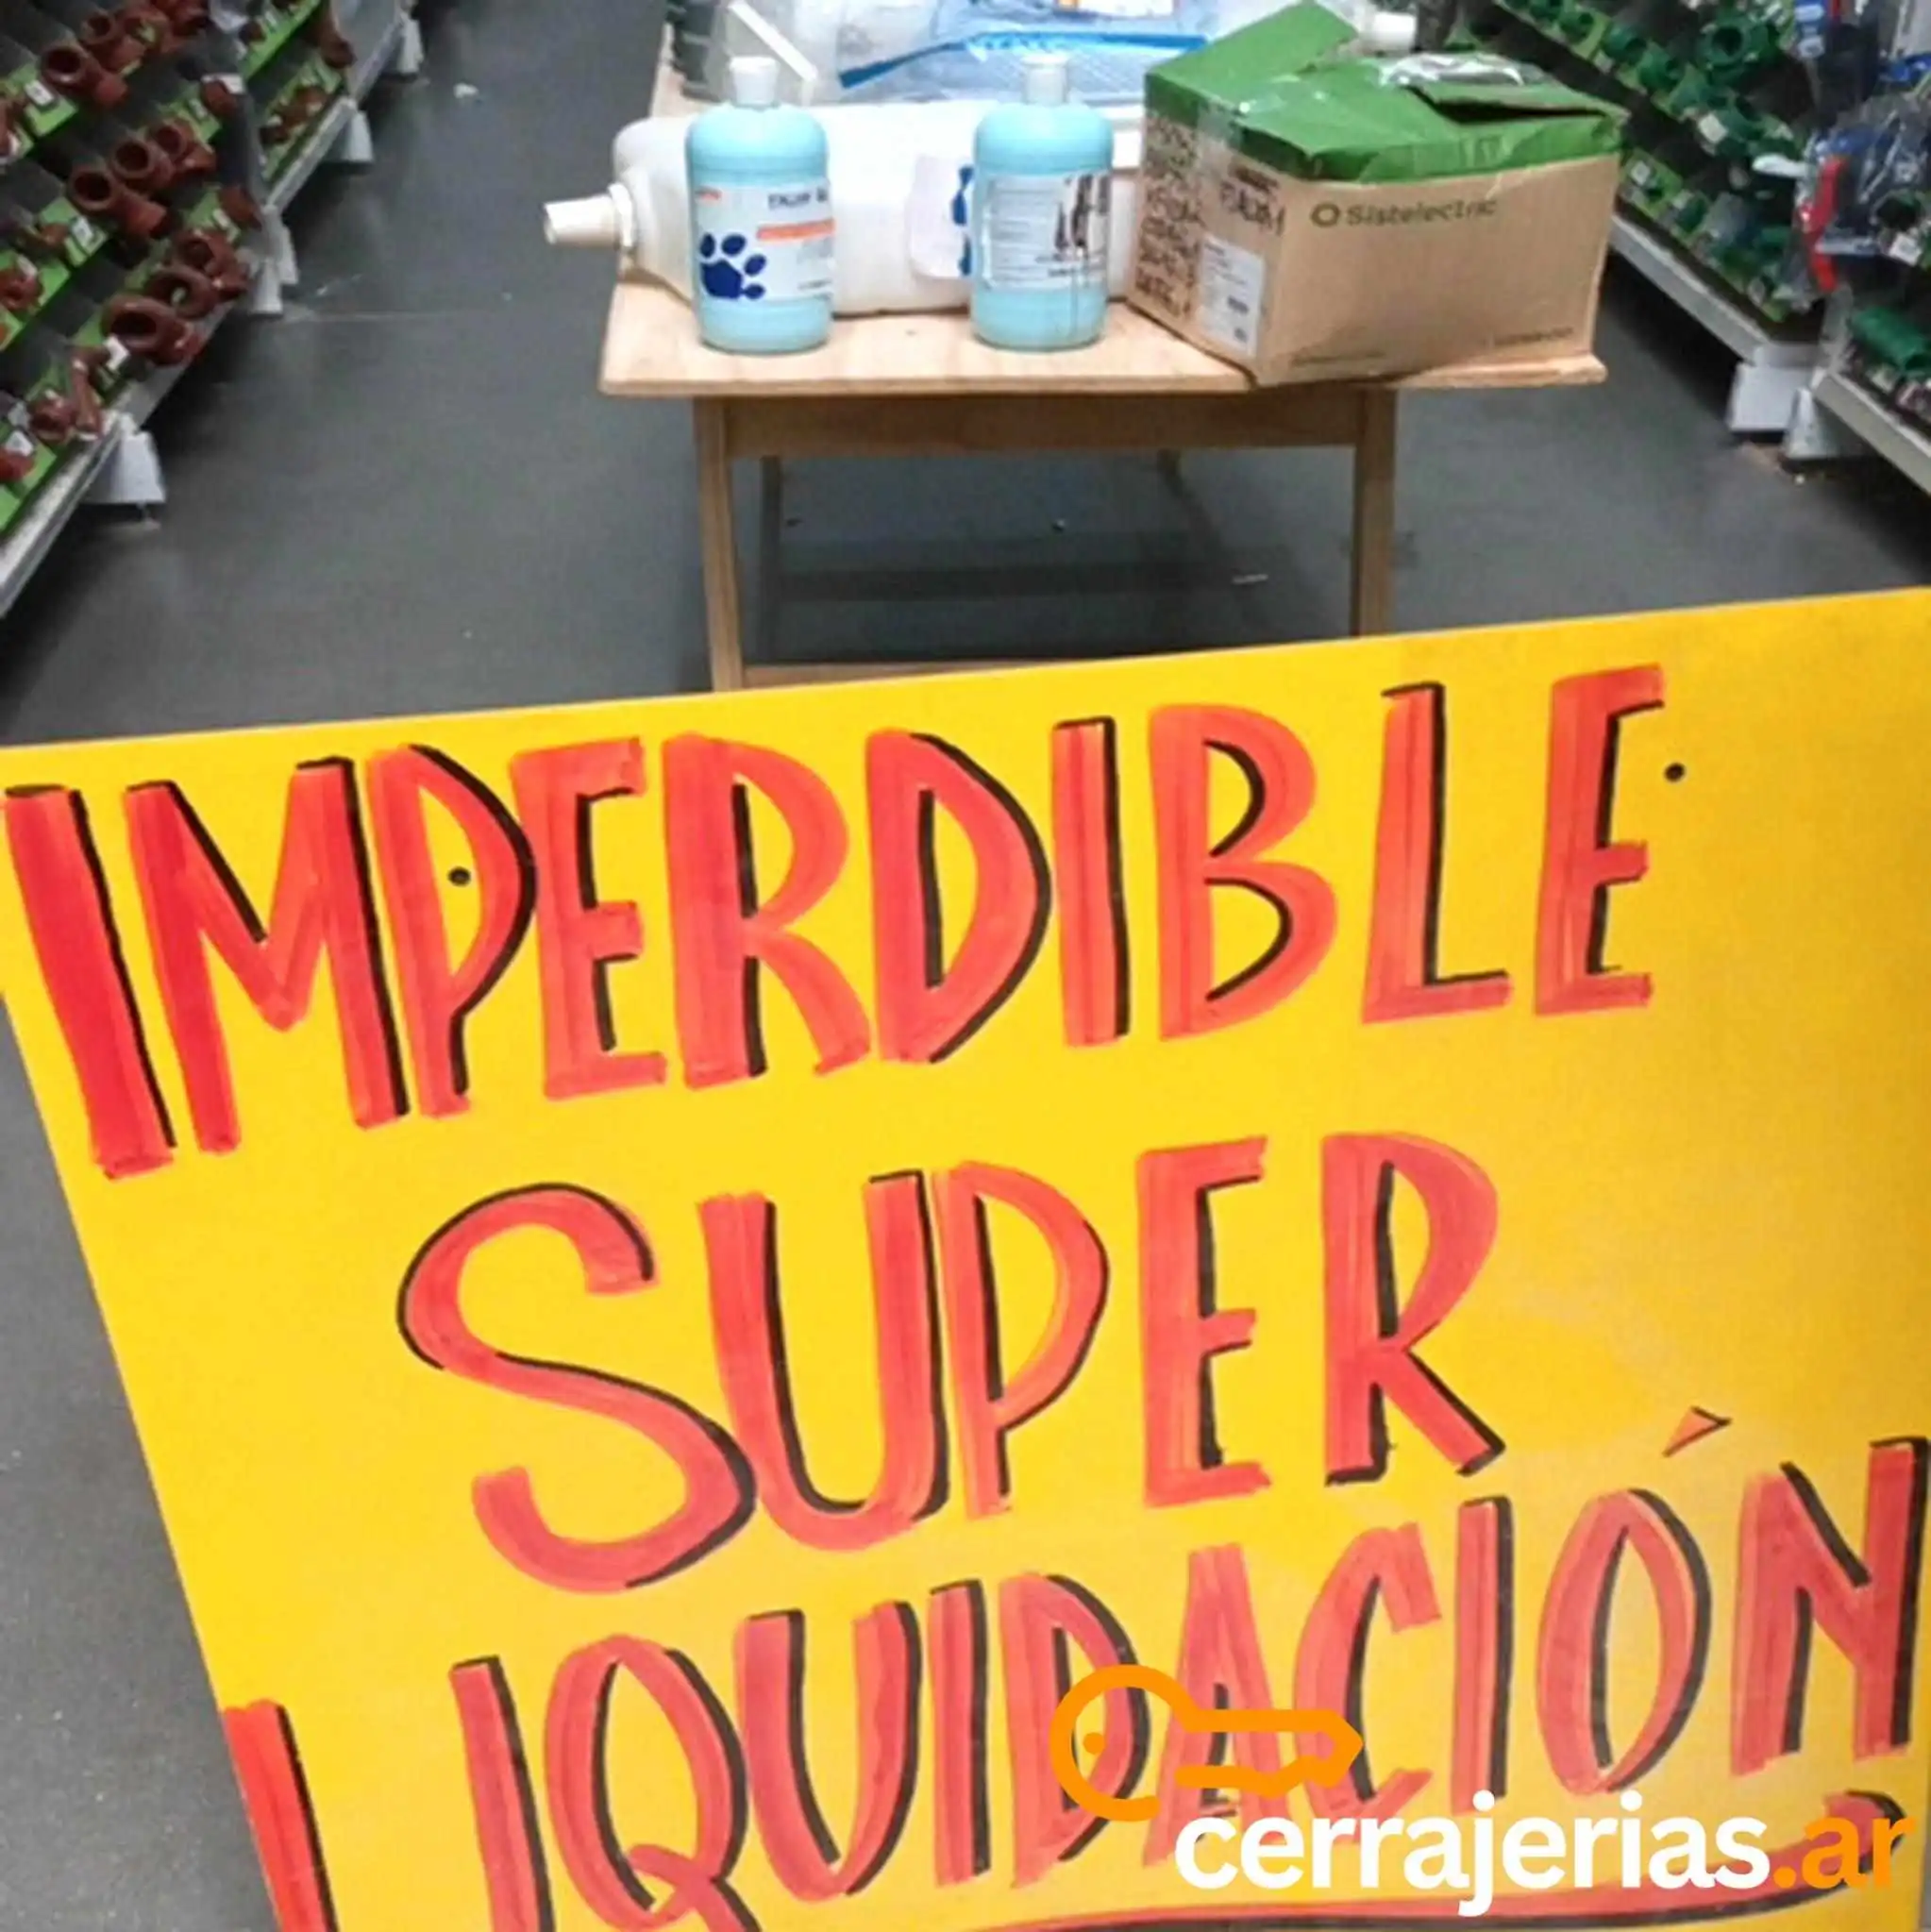 Sistelectric
IMPERDIBLE
SUPER
LIQUIDACIÓN
cerrajerias.ar